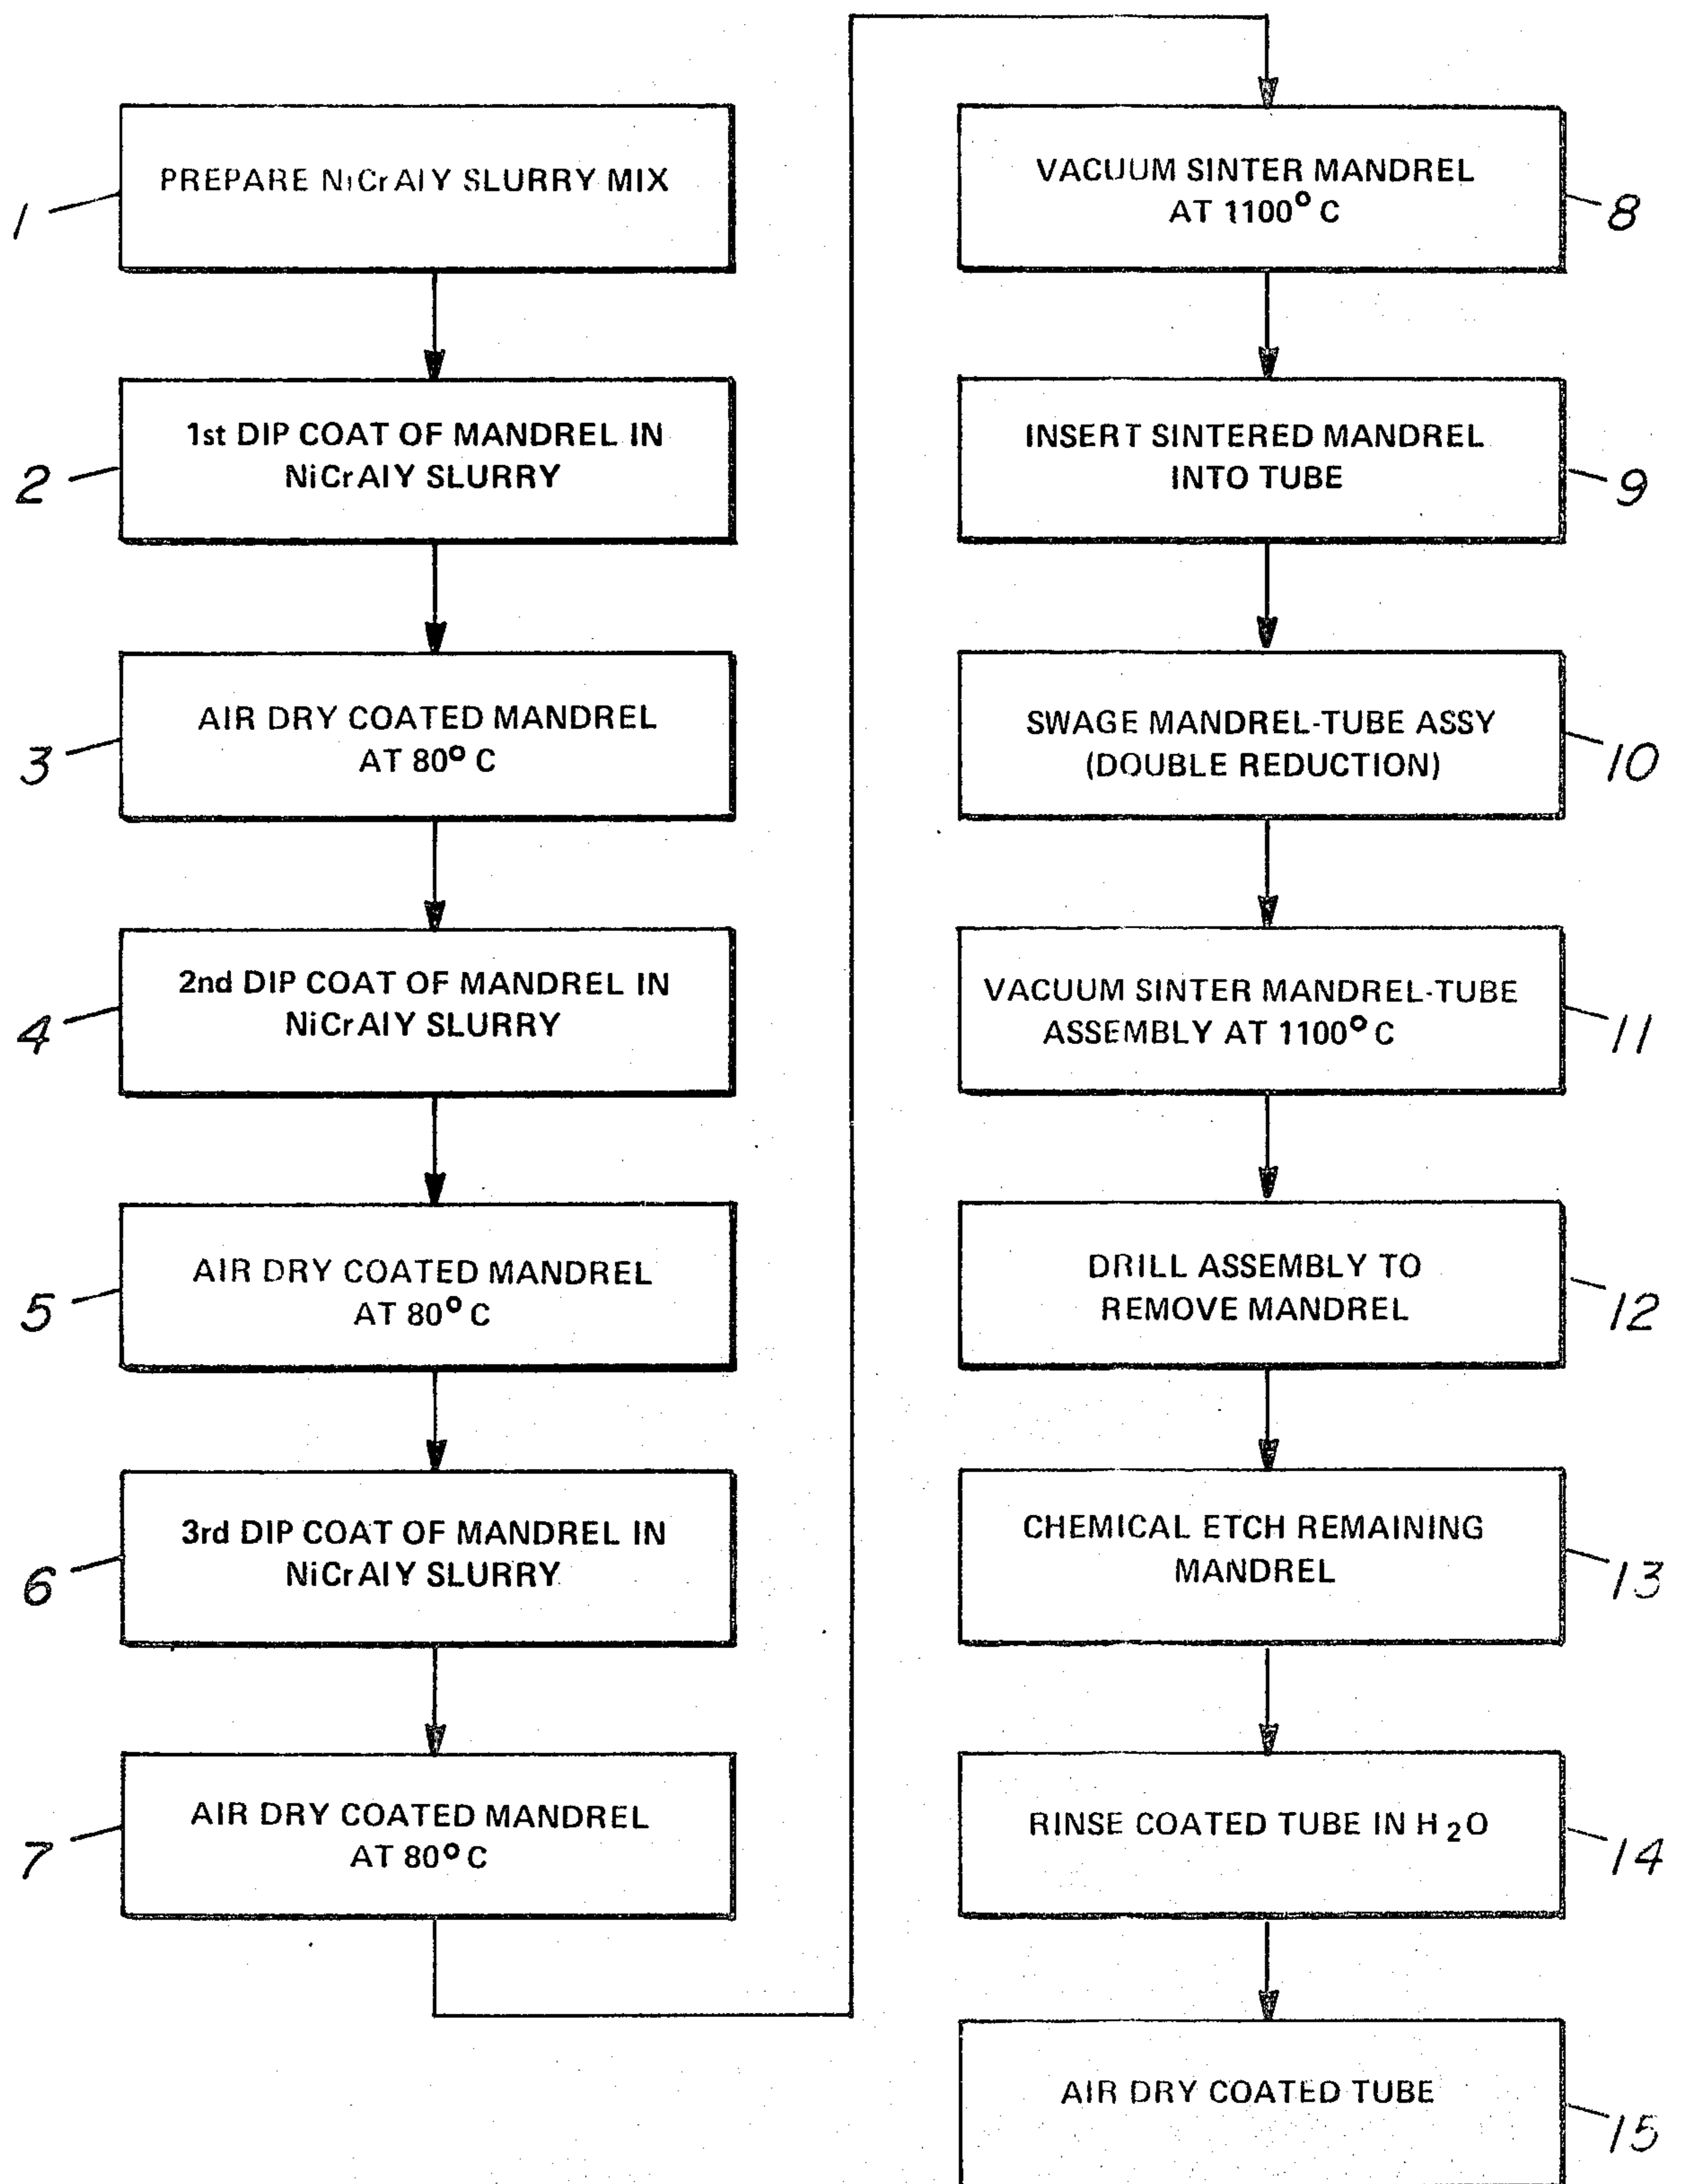 PREPARE NiCrAlY SLURRY MIX
1
1st DIP COAT OF MANDREL IN
NiCrAlY SLURRY
2
AIR DRY COATED MANDREL
AT 80° C
3
2nd DIP COAT OF MANDREL IN
NiCrAlY SLURRY
4
AIR DRY COATED MANDREL
AT 80° C
5
3rd DIP COAT OF MANDREL IN
NiCrAlY SLURRY
6
AIR DRY COATED MANDREL
AT 80° C
7
VACUUM SINTER MANDREL
AT 1100° C
8
INSERT SINTERED MANDREL
INTO TUBE
9
SWAGE MANDREL-TUBE ASSY
(DOUBLE REDUCTION)
10
VACUUM SINTER MANDREL-TUBE
ASSEMBLY AT 1100° C
11
DRILL ASSEMBLY TO
REMOVE MANDREL
12
CHEMICAL ETCH REMAINING
MANDREL
13
RINSE COATED TUBE IN H₂O
14
AIR DRY COATED TUBE
15